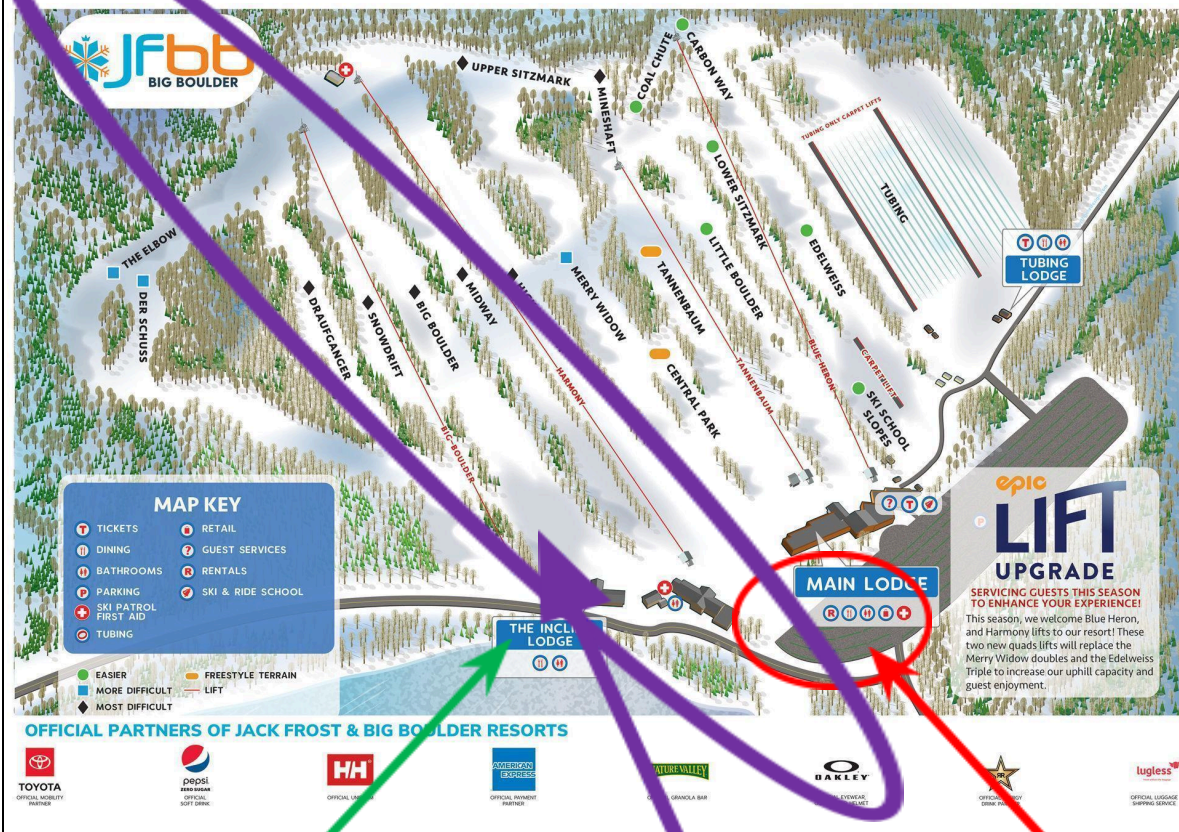 JFBB
BIG BOULDER
UPPER SITZMARK
MINESHAFT
COAL CHUTE
CARBON WAY
TUBING ONLY CARPET LIFTS
TUBING
LOWER SITZMARK
LITTLE BOULDER
EDELWEISS
T
TUBING
LODGE
THE ELBOW
DER SCHUSS
DRAUFGANGER
SNOWDRIFT
BIG BOULDER
MIDWAY
MERRY WIDOW
TANNENBAUM
CENTRAL PARK
BIG BOULDER
HARMONY
TANNENBAUM
BLUE HERON
CARPET LIFT
SKI SCHOOL
SLOPES
MAP KEY
T TICKETS
DINING
BATHROOMS
P PARKING
SKI PATROL
FIRST AID
TUBING
RETAIL
? GUEST SERVICES
R RENTALS
SKI & RIDE SCHOOL
EASIER
MORE DIFFICULT
MOST DIFFICULT
FREESTYLE TERRAIN
LIFT
THE
LODGE
? T
MAIN LODGE
R
P
epic
LIFT
UPGRADE
SERVICING GUESTS THIS SEASON
TO ENHANCE YOUR EXPERIENCE!
This season, we welcome Blue Heron,
and Harmony lifts to our resort! These
two new quads lifts will replace the
Merry Widow doubles and the Edelweiss
Triple to increase our uphill capacity and
guest enjoyment.
OFFICIAL PARTNERS OF JACK FROST & BIG BOULDER RESORTS
TOYOTA
OFFICIAL MOBILITY
PARTNER
pepsi
ZERO SUGAR
OFFICIAL
SOFT DRINK
HH
OFFICIAL
AMERICAN
EXPRESS
OFFICIAL PAYMENT
PARTNER
NATURE VALLEY
GRANOLA BAR
OAKLEY
EYEWEAR
RR
OFFICIAL
DRINK
lugless
OFFICIAL LUGGAGE
SHIPPING SERVICE